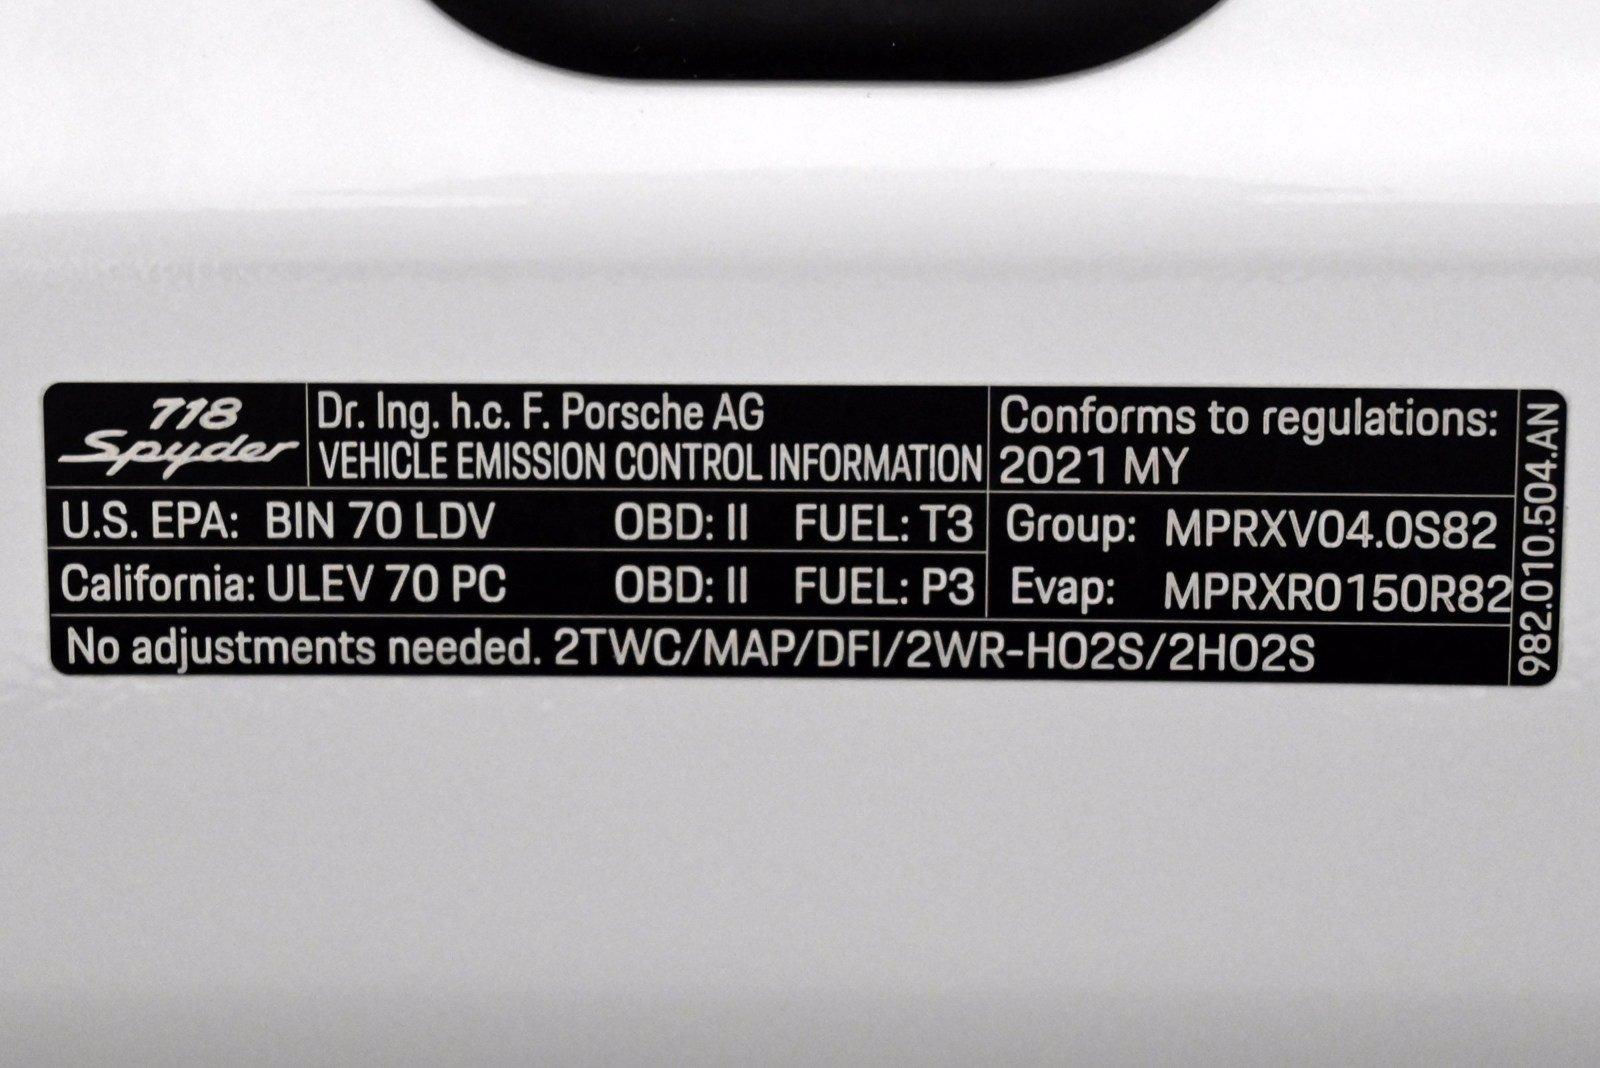 718
Spyder
Dr. Ing. h.c. F. Porsche AG
VEHICLE EMISSION CONTROL INFORMATION
Conforms to regulations:
2021 MY
U.S. EPA: BIN 70 LDV OBD: II FUEL: T3
California: ULEV 70 PC OBD: II FUEL: P3
Group: MPRXV04.0S82
Evap: MPRXR0150R82
No adjustments needed. 2TWC/MAP/DFI/2WR-HO2S/2HO2S
982.010.504.AN